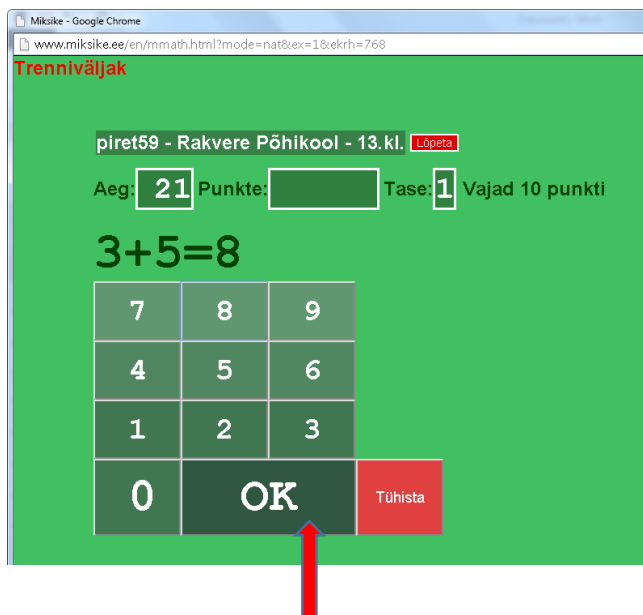 Miksike - Google Chrome
www.miksike.ee/en/mmath.html?mode=nat&ex=1&ekrh=768
Trenniväljak
piret59 - Rakvere Põhikool - 13.kl. Lõpeta
Aeg: 21 Punkte: Tase: 1 Vajad 10 punkti
3+5=8
7 8 9
4 5 6
1 2 3
0 OK Tühista